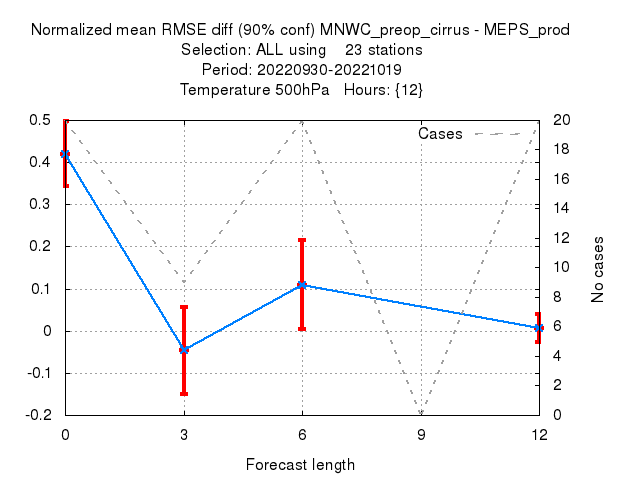 Normalized mean RMSE diff (90% conf) MNWC_preop_cirrus - MEPS_prod
Selection: ALL using 23 stations
Period: 20220930-20221019
Temperature 500hPa Hours: {12}
Cases
0.5
0.4
0.3
0.2
0.1
0
-0.1
-0.2
20
18
16
14
12
10
8
6
4
2
0
No cases
0 3 6 9 12
Forecast length